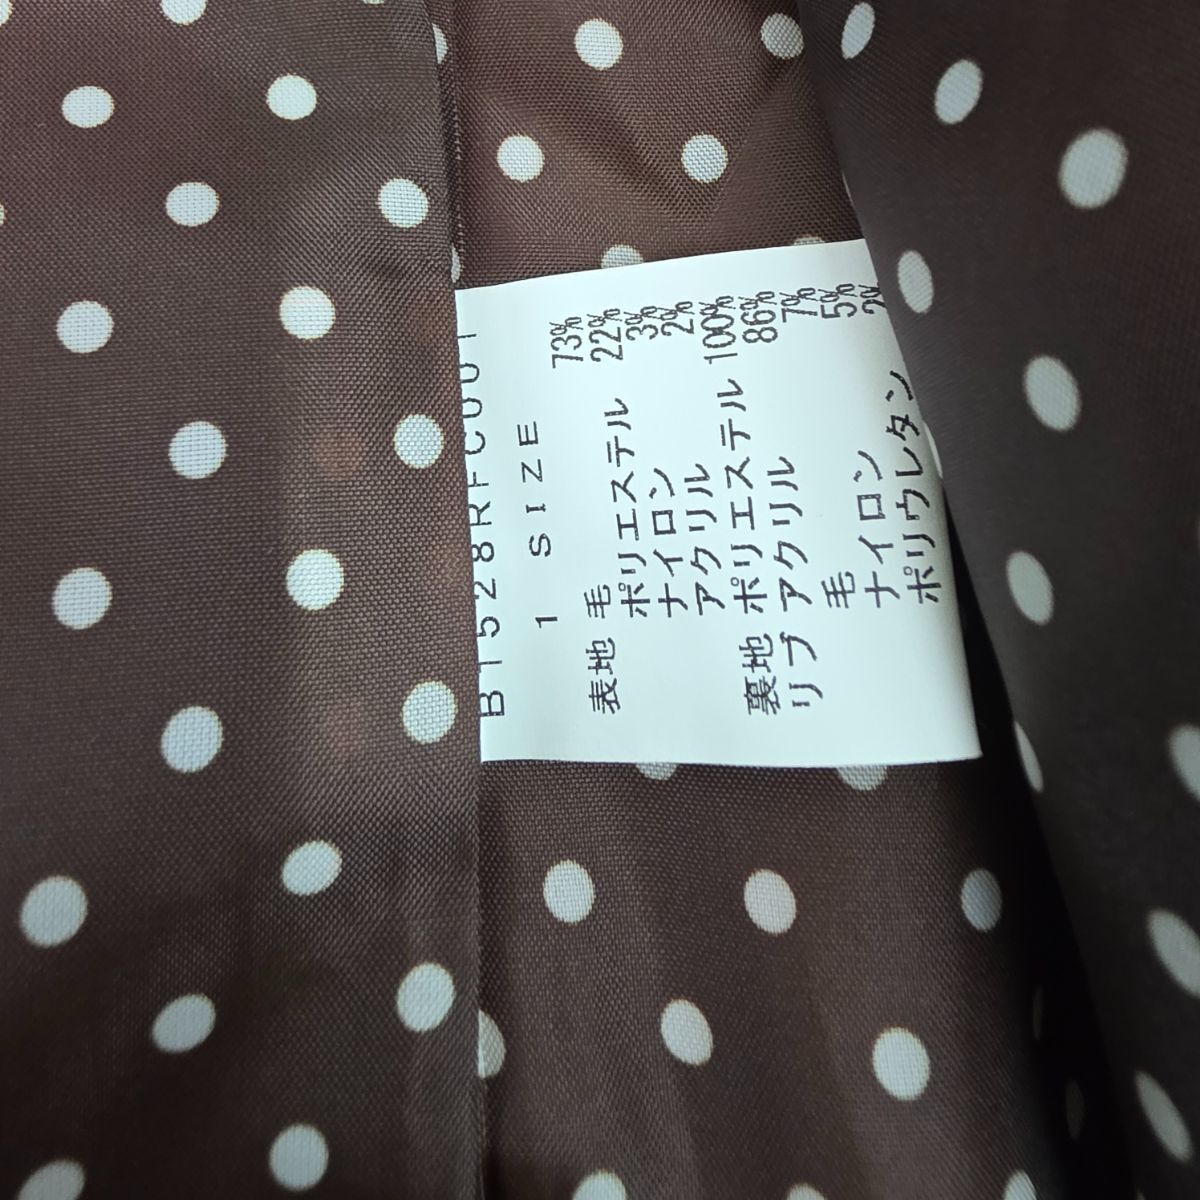 B1528RFC001
1 SIZE
表地 毛 73%
ポリエステル 22%
ナイロン 3%
アクリル 2%
裏地 ポリエステル 100%
リブ アクリル 86%
毛 7%
ナイロン 5%
ポリウレタン 2%